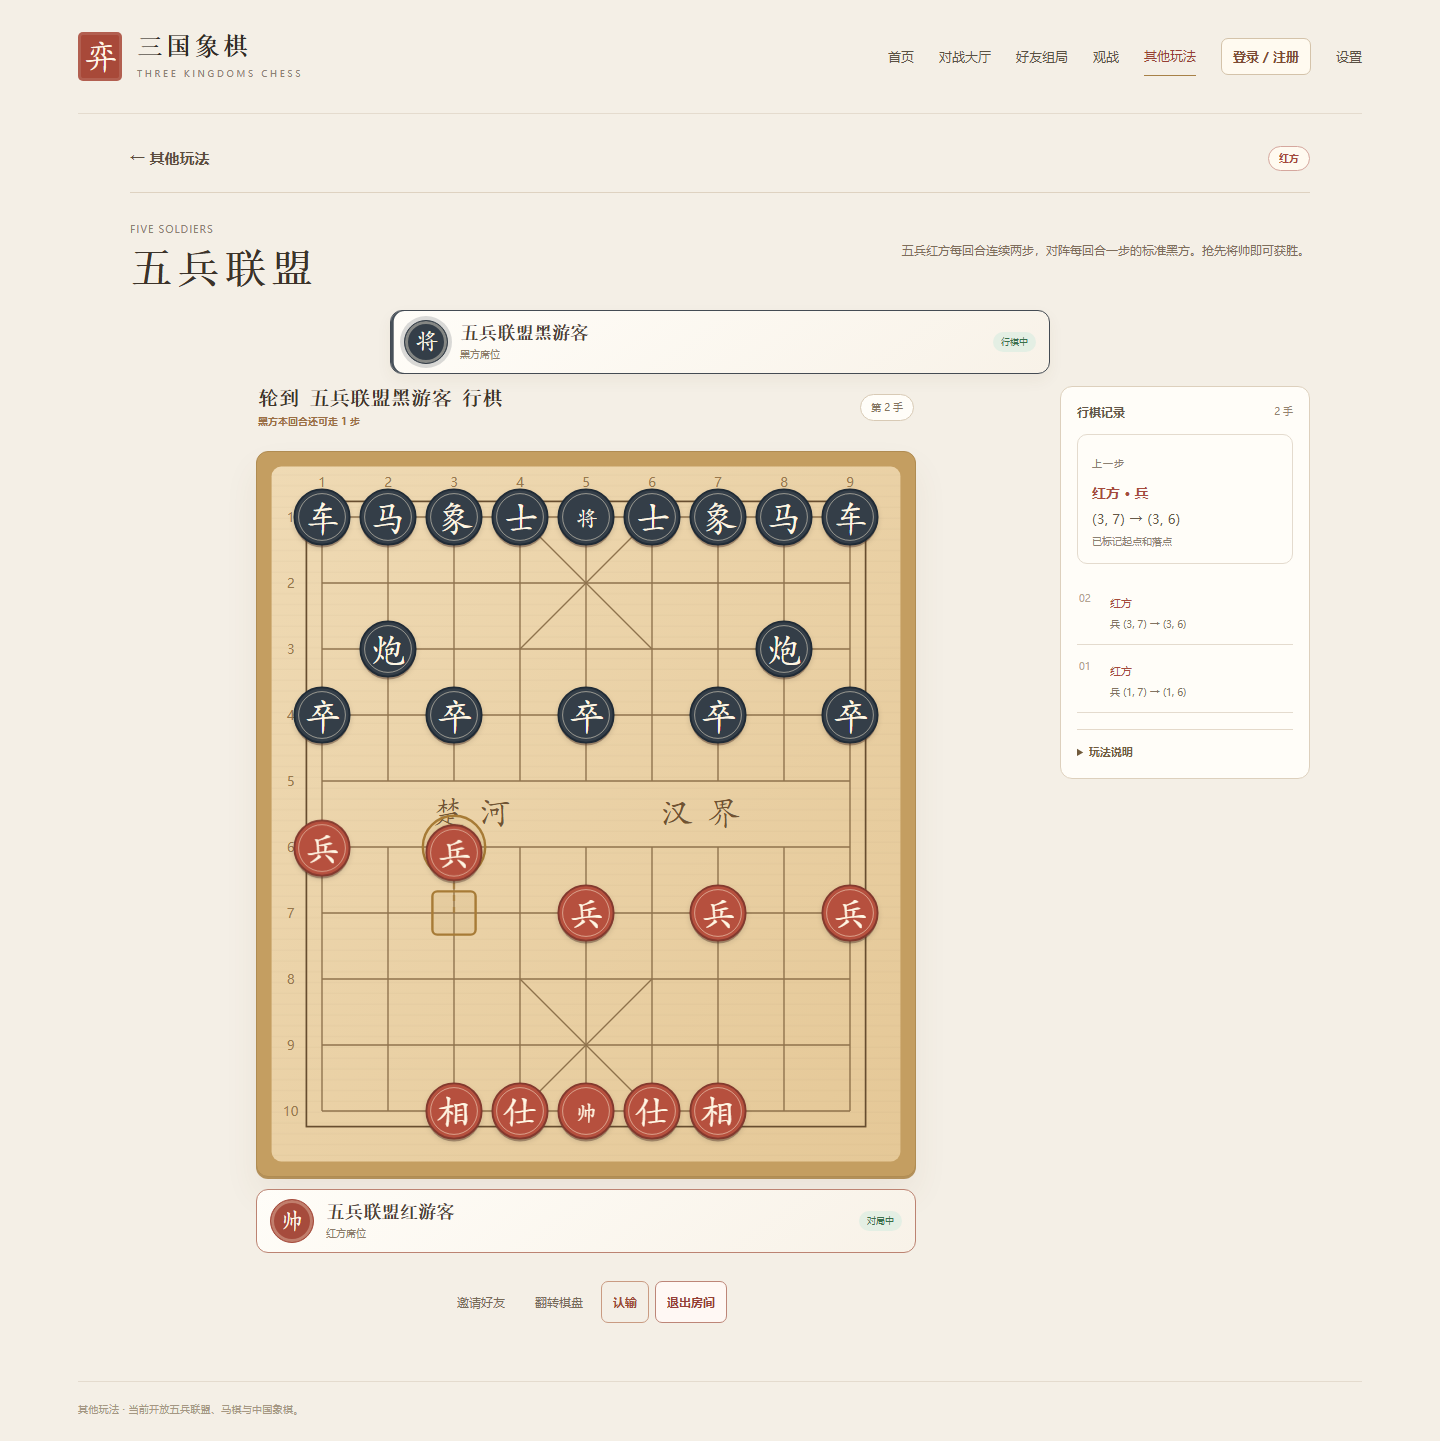 弈
三国象棋
THREE KINGDOMS CHESS
首页 对战大厅 好友组局 观战 其他玩法 登录 / 注册 设置
← 其他玩法
红方
FIVE SOLDIERS
五兵联盟
五兵红方每回合连续两步，对阵每回合一步的标准黑方。抢先将帅即可获胜。
将
五兵联盟黑游客
黑方席位
行棋中
轮到 五兵联盟黑游客 行棋
黑方本回合还可走 1 步
第 2 手
1 2 3 4 5 6 7 8 9
1 车 马 象 士 将 士 象 马 车
2
3 炮 炮
4 卒 卒 卒 卒 卒
5
楚河 汉界
6 兵 兵
7 兵 兵 兵
8
9
10 相 仕 帅 仕 相
帅
五兵联盟红游客
红方席位
对局中
邀请好友 翻转棋盘 认输 退出房间
行棋记录 2 手
上一步
红方 • 兵
(3, 7) → (3, 6)
已标记起点和落点
02 红方
兵 (3, 7) → (3, 6)
01 红方
兵 (1, 7) → (1, 6)
▶ 玩法说明
其他玩法 · 当前开放五兵联盟、马棋与中国象棋。